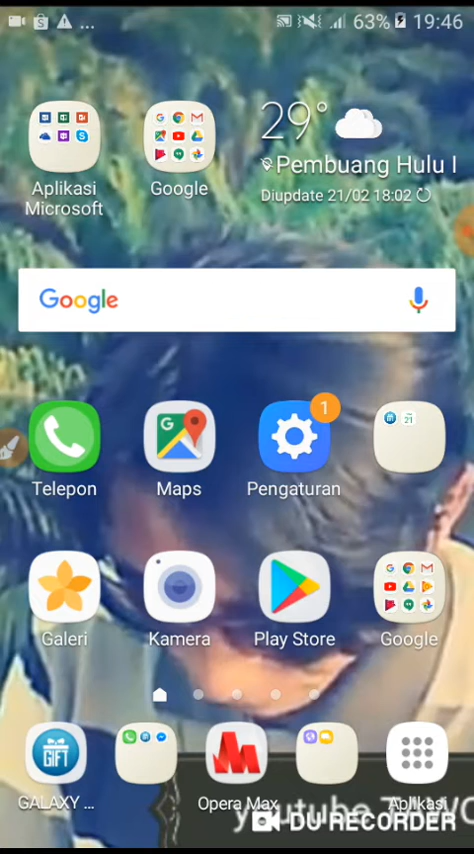 ... 63% 19:46
29°
Pembuang Hulu I
Diupdate 21/02 18:02
Aplikasi Microsoft
Google
Google
1
21
Telepon
Maps
Pengaturan
Galeri
Kamera
Play Store
Google
GIFT
GALAXY ...
Opera Max
Aplikasi
youtube
DU RECORDER